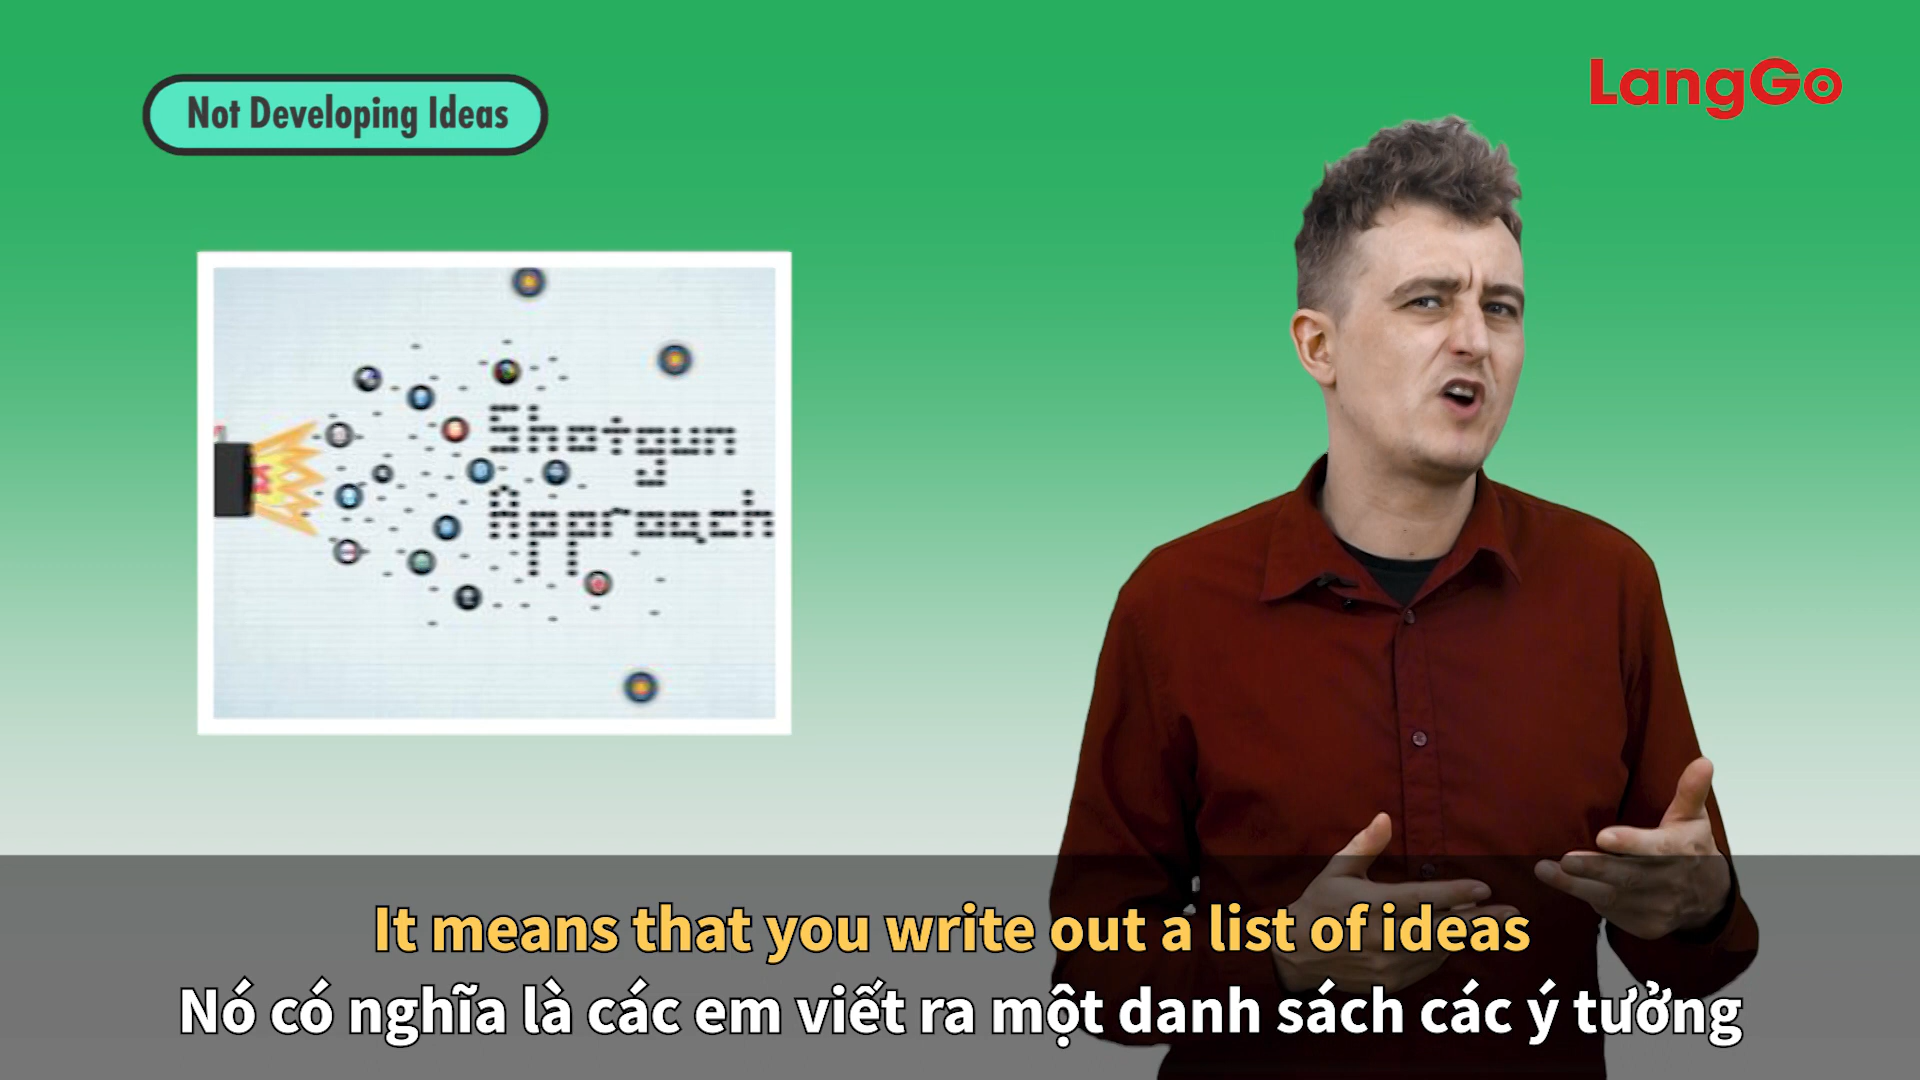 Not Developing Ideas
LangGo
Shotgun
Approach
It means that you write out a list of ideas
Nó có nghĩa là các em viết ra một danh sách các ý tưởng